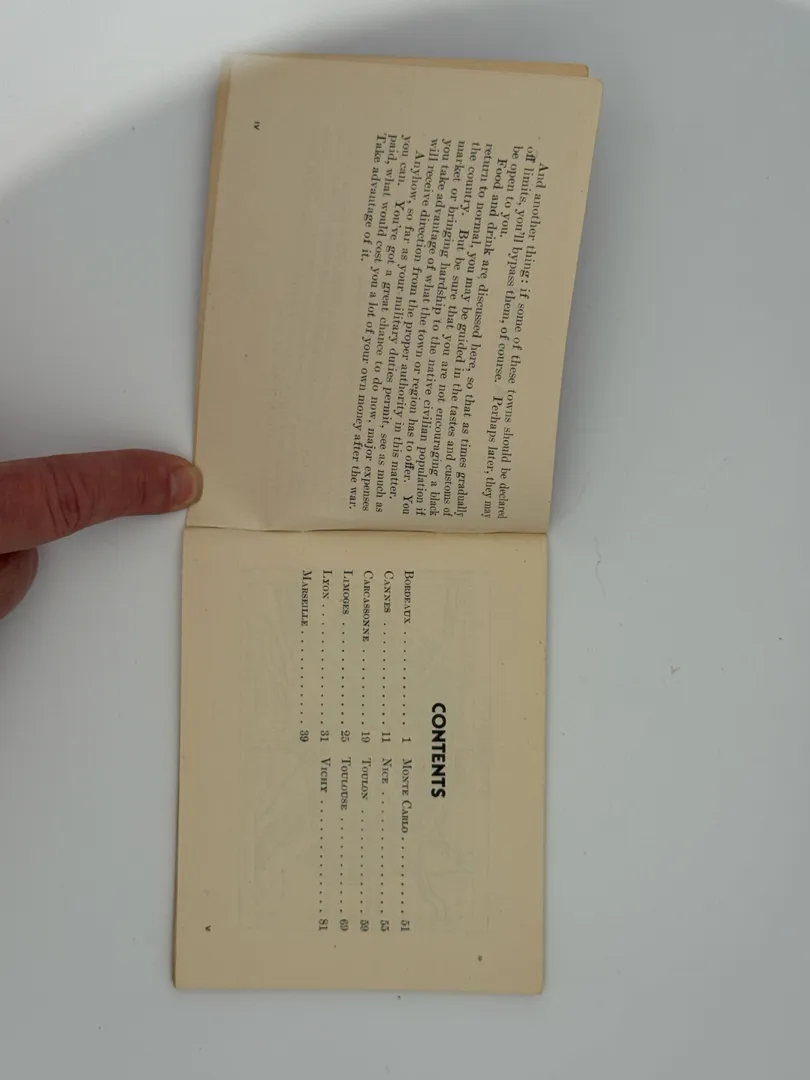 And another thing: if some of these towns should be declared
off limits, you'll bypass them, of course. Perhaps later, they may
be open to you.
Food and drink are discussed here, so that as times gradually
return to normal, you may be guided in the tastes and customs of
the country. But be sure that you are not encouraging a black
market or bringing hardship to the native civilian population if
you take advantage of what the town or region has to offer. You
will receive direction from the proper authority in this matter.
Anyhow, so far as your military duties permit, see as much as
you can. You've got a great chance to do now, major expenses
paid, what would cost you a lot of your own money after the war.
Take advantage of it.
IV
CONTENTS
BORDEAUX . . . . . . . . . . . 1
CANNES . . . . . . . . . . . . 11
CARCASSONNE . . . . . . . . . 19
LIMOGES . . . . . . . . . . . . 25
LYON . . . . . . . . . . . . . 31
MARSEILLE . . . . . . . . . . . 39
MONTE CARLO . . . . . . . . . 51
NICE . . . . . . . . . . . . . . 55
TOULON . . . . . . . . . . . . 59
TOULOUSE . . . . . . . . . . . 69
VICHY . . . . . . . . . . . . . 81
V